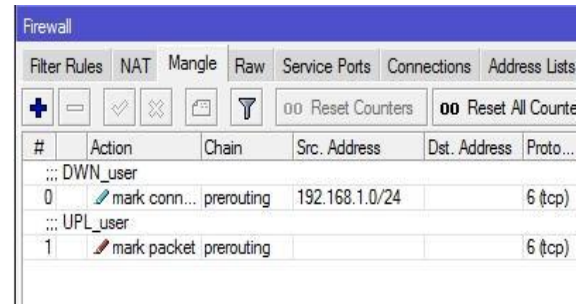 Firewall
Filter Rules NAT Mangle Raw Service Ports Connections Address Lists
00 Reset Counters 00 Reset All Counte
# Action Chain Src. Address Dst. Address Proto...
::: DWN_user
0 mark conn... prerouting 192.168.1.0/24 6 (tcp)
::: UPL_user
1 mark packet prerouting 6 (tcp)